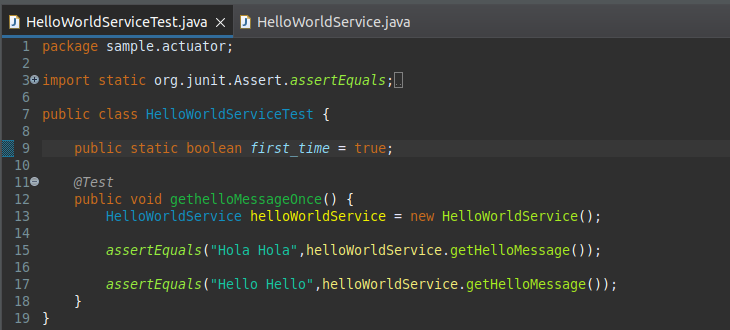 HelloWorldServiceTest.java HelloWorldService.java
1 package sample.actuator;
2
3 import static org.junit.Assert.assertEquals;
6
7 public class HelloWorldServiceTest {
8
9 public static boolean first_time = true;
10
11 @Test
12 public void gethelloMessageOnce() {
13 HelloWorldService helloWorldService = new HelloWorldService();
14
15 assertEquals("Hola Hola",helloWorldService.getHelloMessage());
16
17 assertEquals("Hello Hello",helloWorldService.getHelloMessage());
18 }
19 }